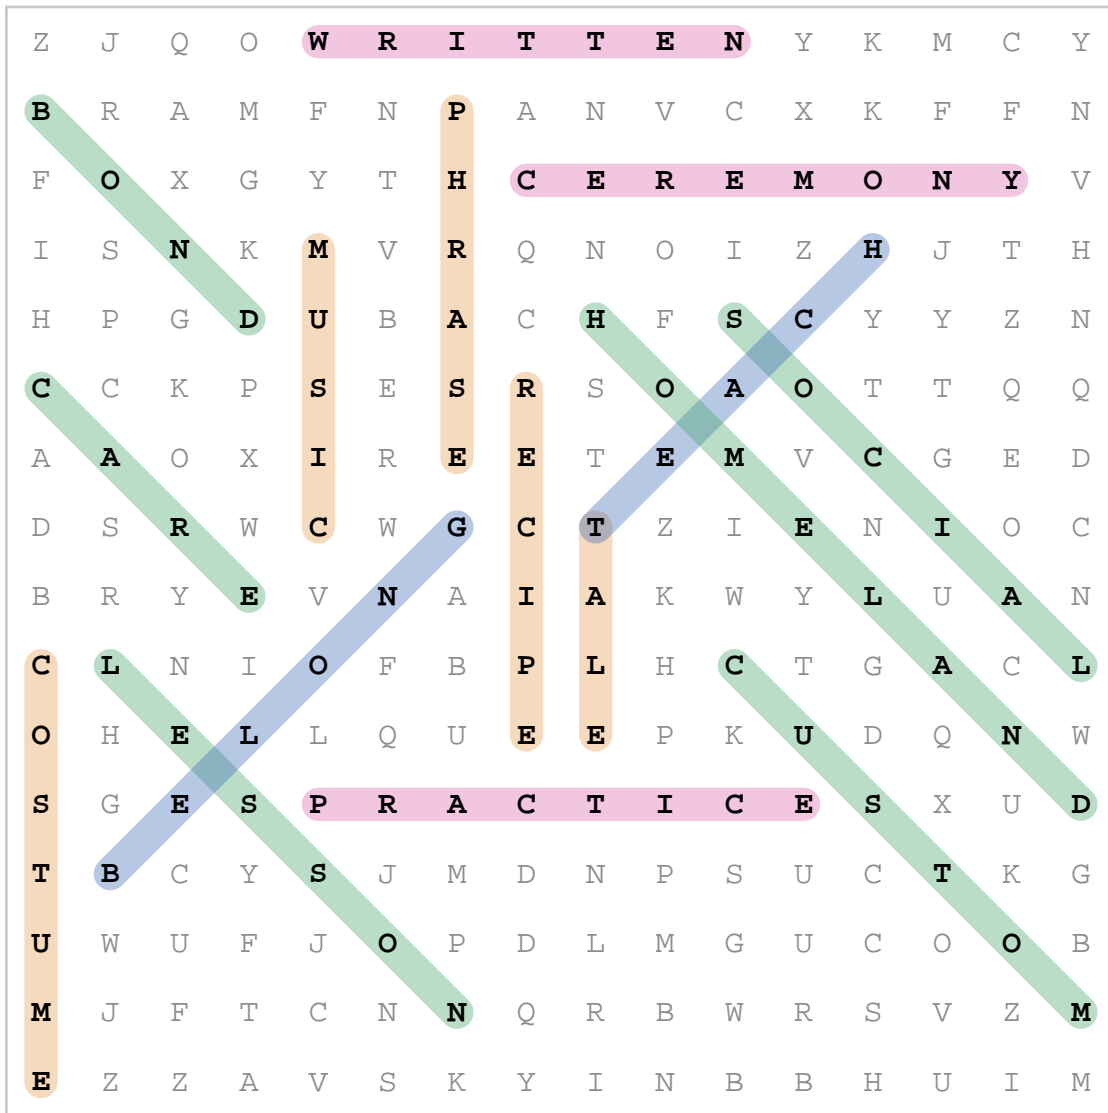 Z J Q O W R I T T E N Y K M C Y
B R A M F N P A N V C X K F F N
F O X G Y T H C E R E M O N Y V
I S N K M V R Q N O I Z H J T H
H P G D U B A C H F S C Y Y Z N
C C K P S E S R S O A O T T Q Q
A A O X I R E E T E M V C G E D
D S R W C W G C T Z I E N I O C
B R Y E V N A I A K W Y L U A N
C L N I O F B P L H C T G A C L
O H E L L Q U E E P K U D Q N W
S G E S P R A C T I C E S X U D
T B C Y S J M D N P S U C T K G
U W U F J O P D L M G U C O O B
M J F T C N N Q R B W R S V Z M
E Z Z A V S K Y I N B B H U I M